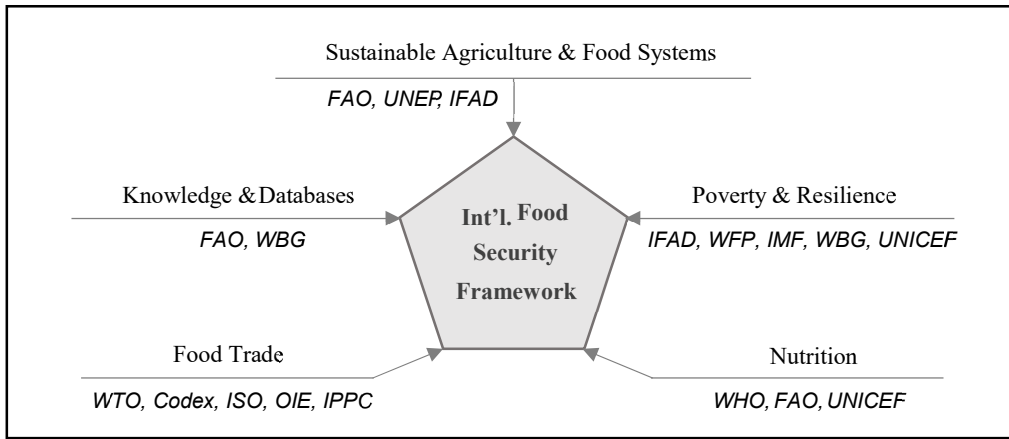 Sustainable Agriculture & Food Systems
FAO, UNEP, IFAD
Knowledge &Databases
FAO, WBG
Poverty & Resilience
IFAD, WFP, IMF, WBG, UNICEF
Int’l. Food
Security
Framework
Food Trade
WTO, Codex, ISO, OIE, IPPC
Nutrition
WHO, FAO, UNICEF